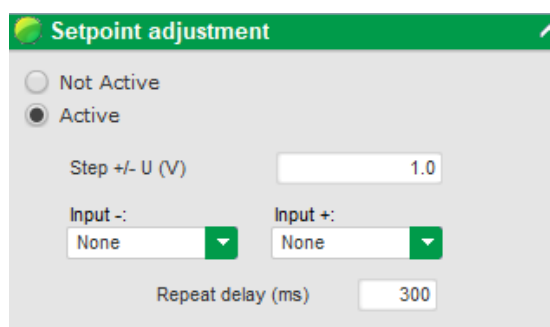 Setpoint adjustment
Not Active
Active
Step +/- U (V) 1.0
Input -: Input +:
None None
Repeat delay (ms) 300